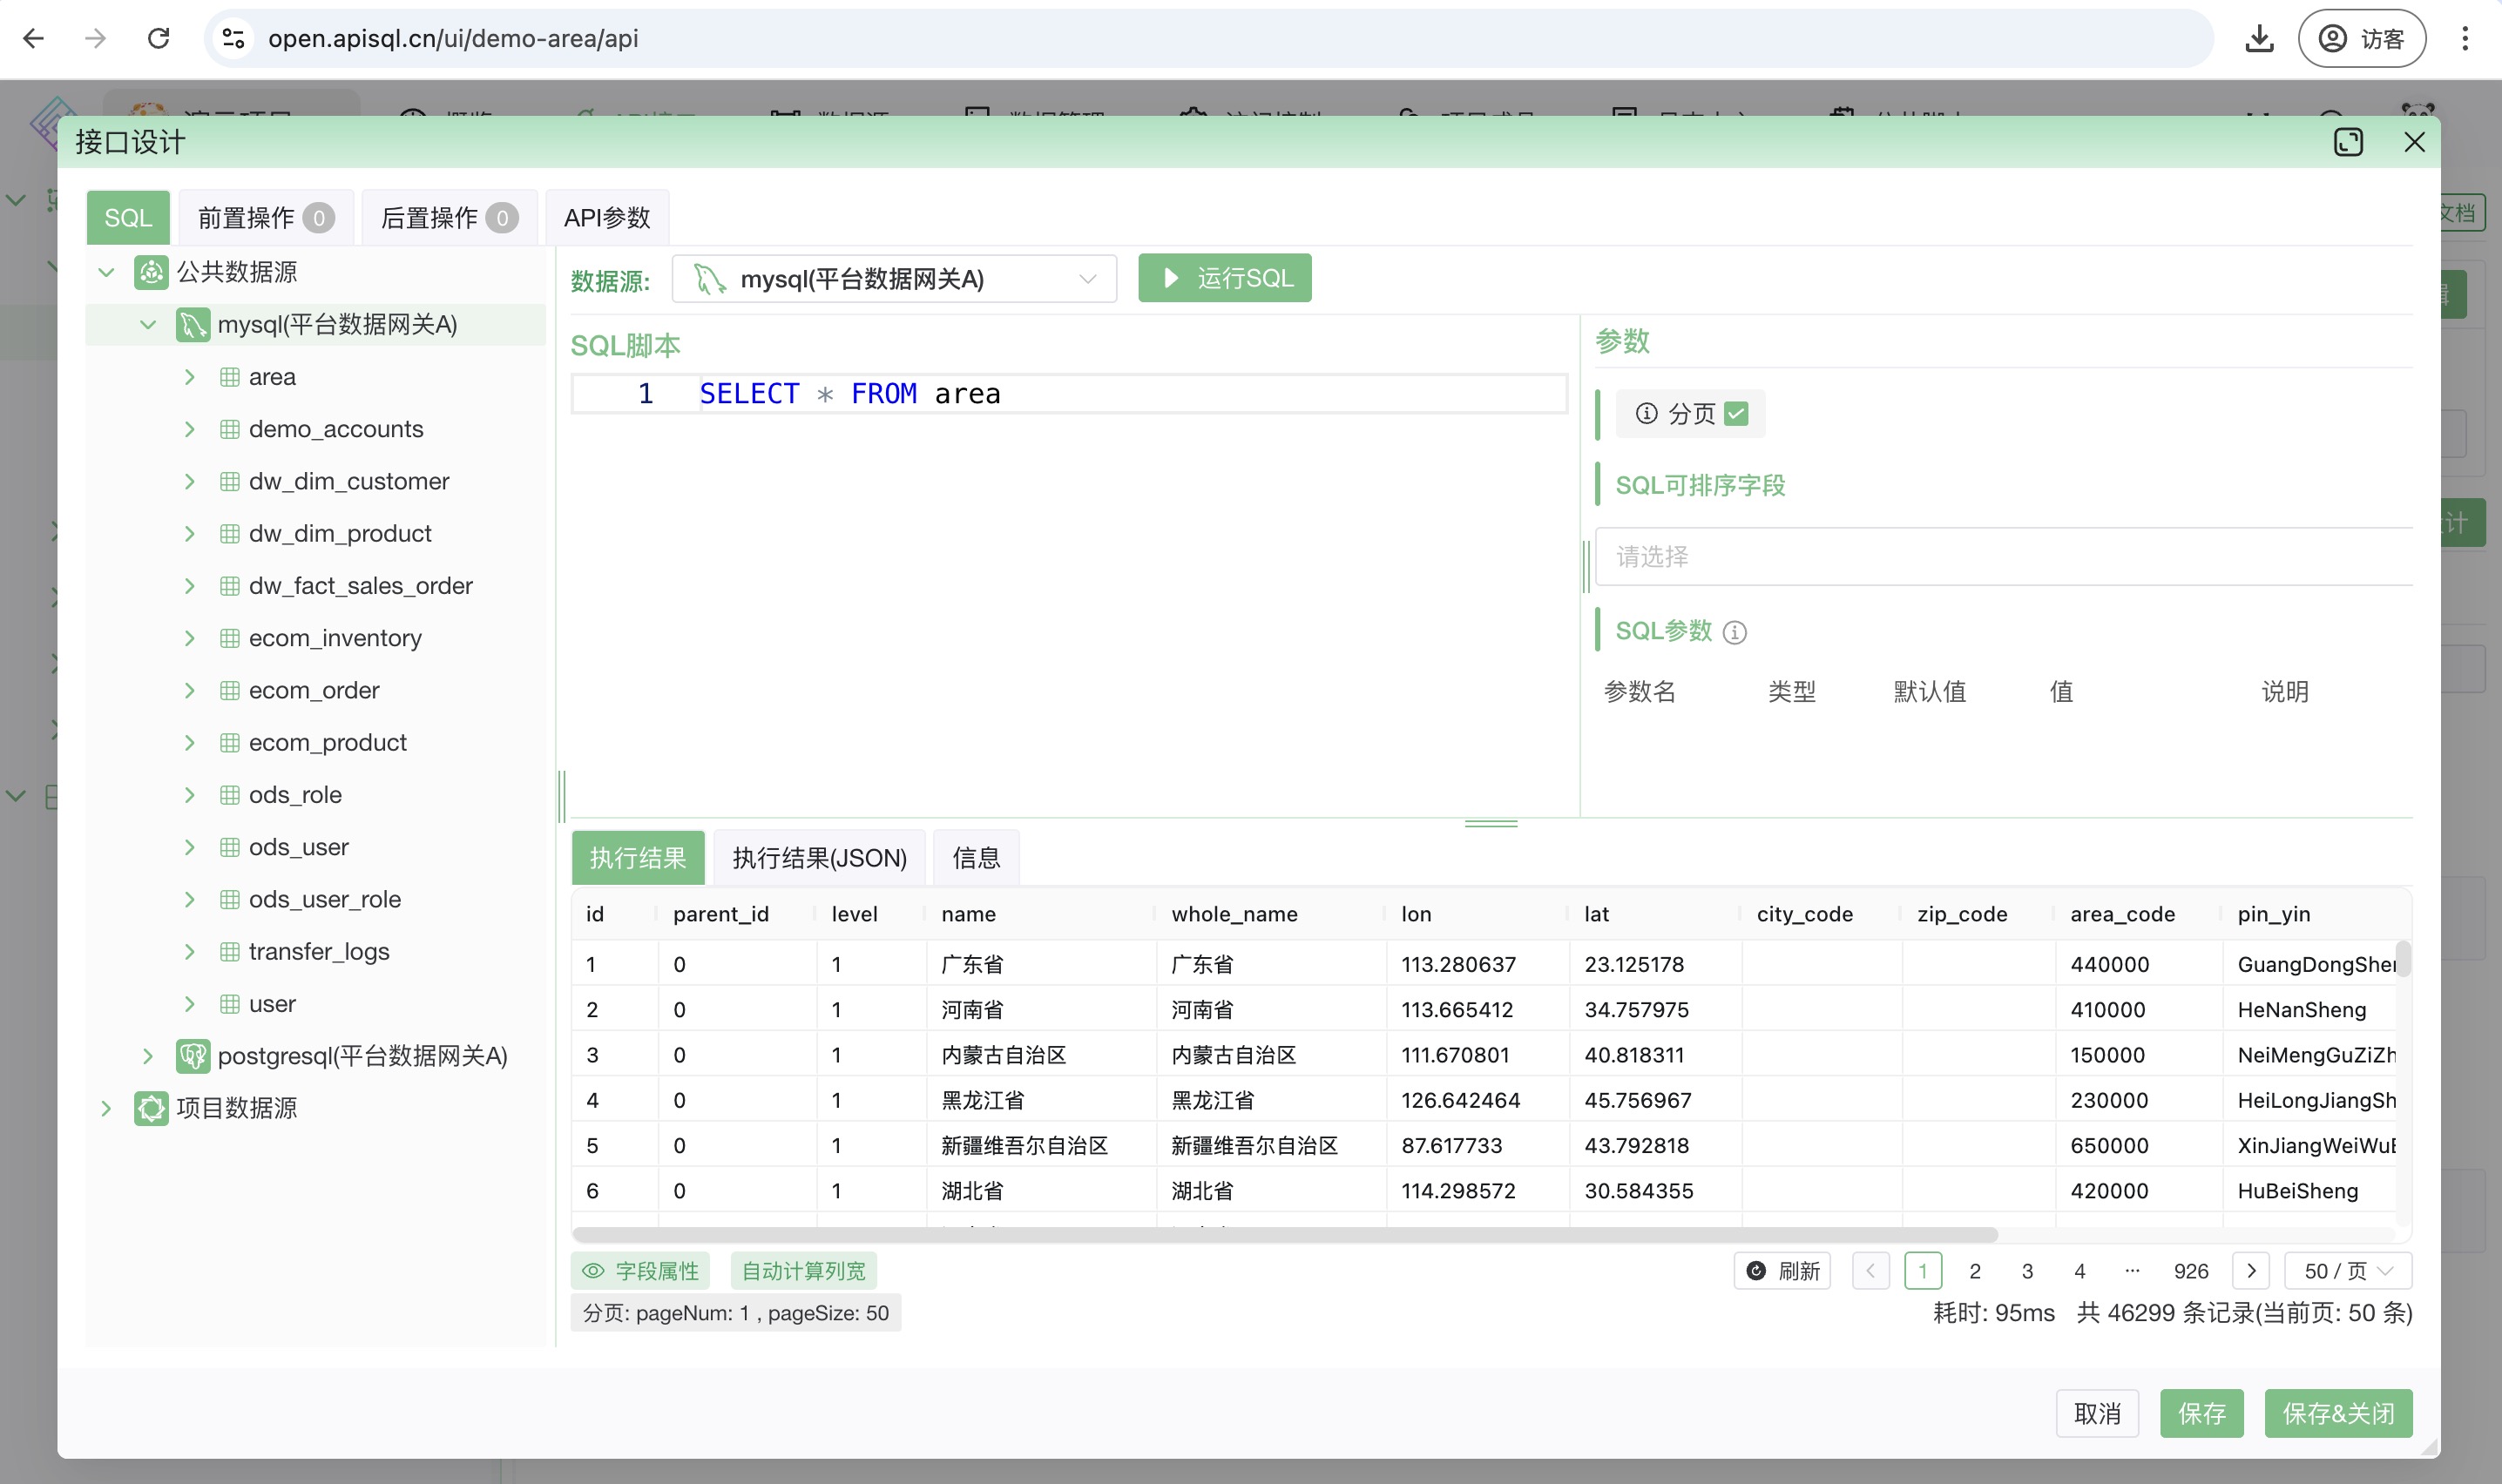 open.apisql.cn/ui/demo-area/api
访客
接口设计
SQL 前置操作 0 后置操作 0 API参数
文档
公共数据源
mysql(平台数据网关A)
area
demo_accounts
dw_dim_customer
dw_dim_product
dw_fact_sales_order
ecom_inventory
ecom_order
ecom_product
ods_role
ods_user
ods_user_role
transfer_logs
user
postgresql(平台数据网关A)
项目数据源
数据源: mysql(平台数据网关A) 运行SQL
SQL脚本
1 SELECT * FROM area
参数
分页
SQL可排序字段
请选择
SQL参数
参数名 类型 默认值 值 说明
执行结果 执行结果(JSON) 信息
id parent_id level name whole_name lon lat city_code zip_code area_code pin_yin
1 0 1 广东省 广东省 113.280637 23.125178 440000 GuangDongShen
2 0 1 河南省 河南省 113.665412 34.757975 410000 HeNanSheng
3 0 1 内蒙古自治区 内蒙古自治区 111.670801 40.818311 150000 NeiMengGuZiZh
4 0 1 黑龙江省 黑龙江省 126.642464 45.756967 230000 HeiLongJiangSh
5 0 1 新疆维吾尔自治区 新疆维吾尔自治区 87.617733 43.792818 650000 XinJiangWeiWuE
6 0 1 湖北省 湖北省 114.298572 30.584355 420000 HuBeiSheng
字段属性 自动计算列宽
刷新 1 2 3 4 ··· 926 50 / 页
分页: pageNum: 1 , pageSize: 50
耗时: 95ms 共 46299 条记录(当前页: 50 条)
取消 保存 保存&关闭